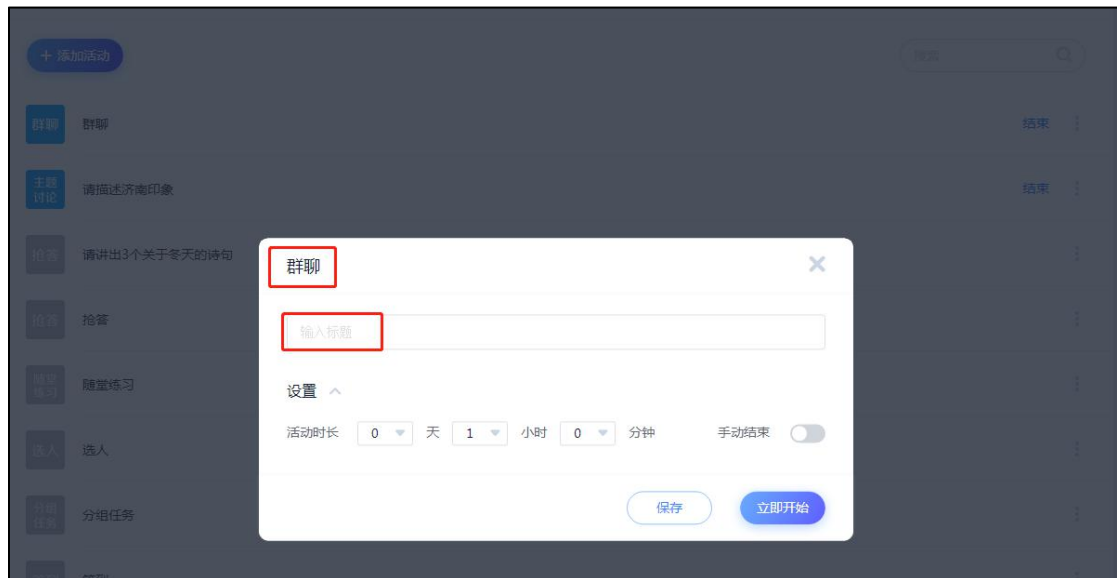 + 添加活动
搜索
群聊 群聊 结束
主题
讨论 请描述济南印象 结束
抢答 请讲出3个关于冬天的诗句
抢答 抢答
随堂
练习 随堂练习
选人 选人
分组
任务 分组任务
群聊
输入标题
设置
活动时长 0 天 1 小时 0 分钟 手动结束
保存 立即开始